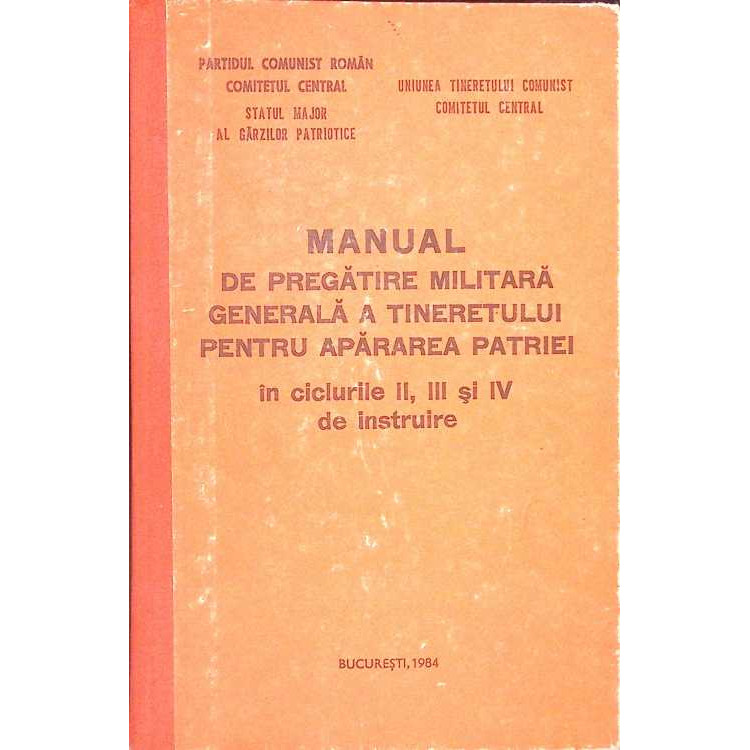 PARTIDUL COMUNIST ROMÂN
COMITETUL CENTRAL
STATUL MAJOR
AL GĂRZILOR PATRIOTICE
UNIUNEA TINERETULUI COMUNIST
COMITETUL CENTRAL
MANUAL
DE PREGĂTIRE MILITARĂ
GENERALĂ A TINERETULUI
PENTRU APĂRAREA PATRIEI
în ciclurile II, III și IV
de instruire
BUCUREȘTI, 1984